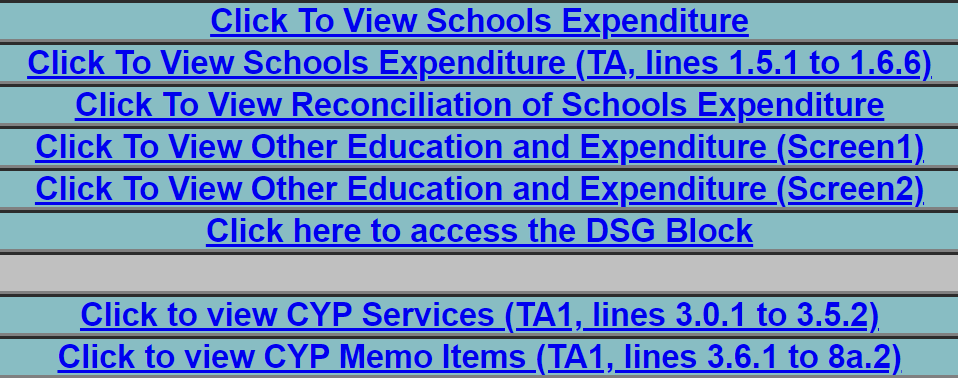 Click To View Schools Expenditure
Click To View Schools Expenditure (TA, lines 1.5.1 to 1.6.6)
Click To View Reconciliation of Schools Expenditure
Click To View Other Education and Expenditure (Screen1)
Click To View Other Education and Expenditure (Screen2)
Click here to access the DSG Block
Click to view CYP Services (TA1, lines 3.0.1 to 3.5.2)
Click to view CYP Memo Items (TA1, lines 3.6.1 to 8a.2)